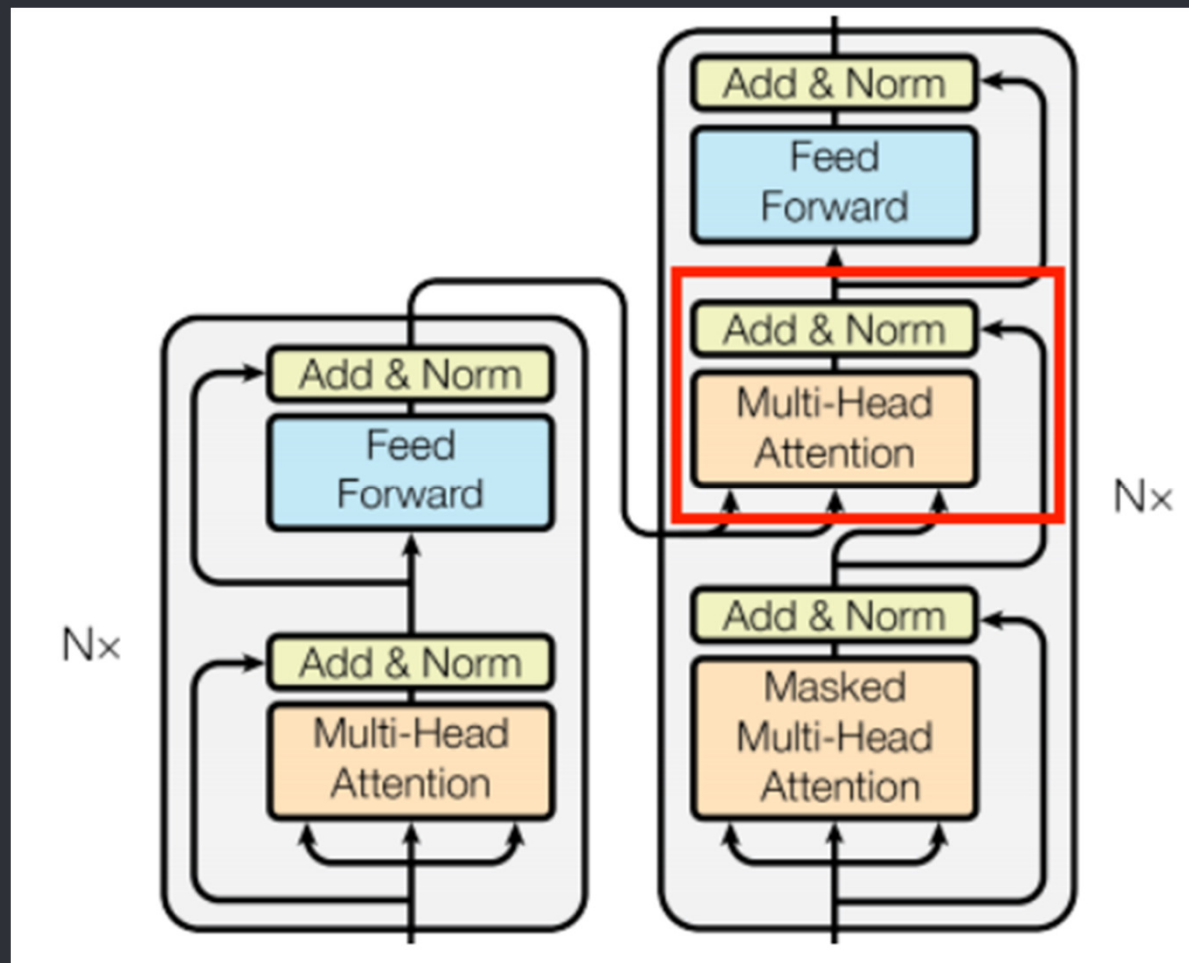 Add & Norm
Feed
Forward
Add & Norm
Multi-Head
Attention
Nx
Add & Norm
Feed
Forward
Add & Norm
Multi-Head
Attention
Nx
Add & Norm
Masked
Multi-Head
Attention